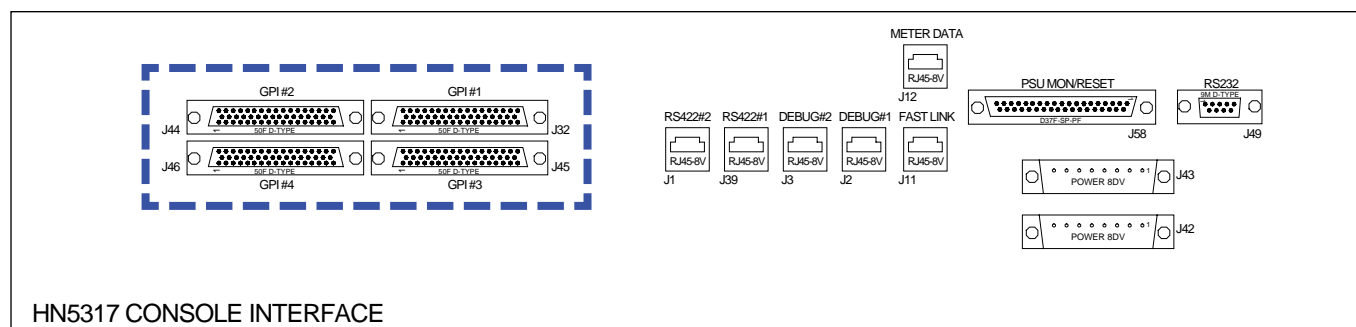 METER DATA
RJ45-8V
J12
GPI #2
GPI #1
PSU MON/RESET
RS232
9M D-TYPE
J44
50F D-TYPE
50F D-TYPE
J32
RS422#2
RS422#1
DEBUG#2
DEBUG#1
FAST LINK
D37F-SP-PF
J58
J49
J46
50F D-TYPE
50F D-TYPE
J45
RJ45-8V
RJ45-8V
RJ45-8V
RJ45-8V
RJ45-8V
GPI #4
GPI #3
J1
J39
J3
J2
J11
1
POWER 8DV
J43
1
POWER 8DV
J42
HN5317 CONSOLE INTERFACE